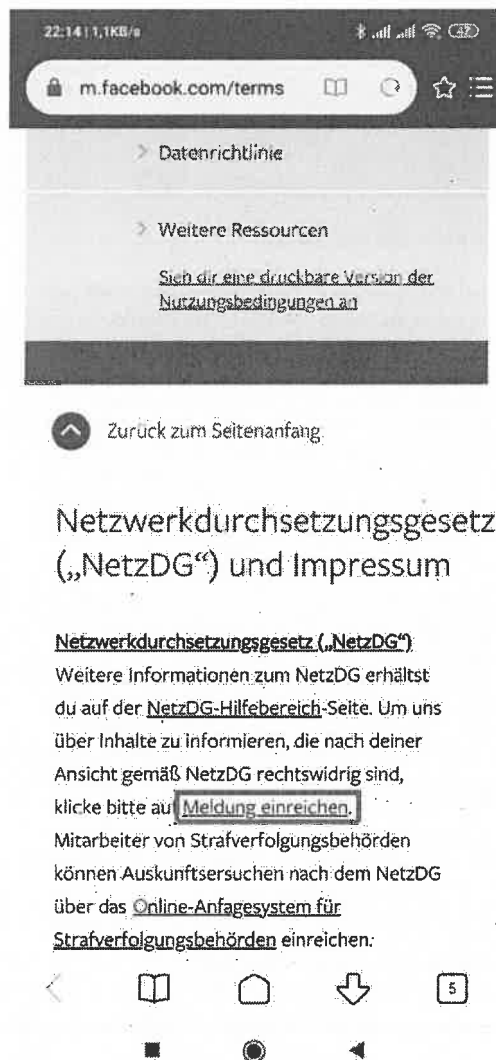 22:14 | 1,1KB/s
42
m.facebook.com/terms
Datenrichtlinie
Weitere Ressourcen
Sieh dir eine druckbare Version der
Nutzungsbedingungen an
Zurück zum Seitenanfang
Netzwerkdurchsetzungsgesetz
(„NetzDG“) und Impressum
Netzwerkdurchsetzungsgesetz („NetzDG“)
Weitere Informationen zum NetzDG erhältst
du auf der NetzDG-Hilfebereich-Seite. Um uns
über Inhalte zu informieren, die nach deiner
Ansicht gemäß NetzDG rechtswidrig sind,
klicke bitte auf Meldung einreichen.
Mitarbeiter von Strafverfolgungsbehörden
können Auskunftsersuchen nach dem NetzDG
über das Online-Anfagesystem für
Strafverfolgungsbehörden einreichen.
5